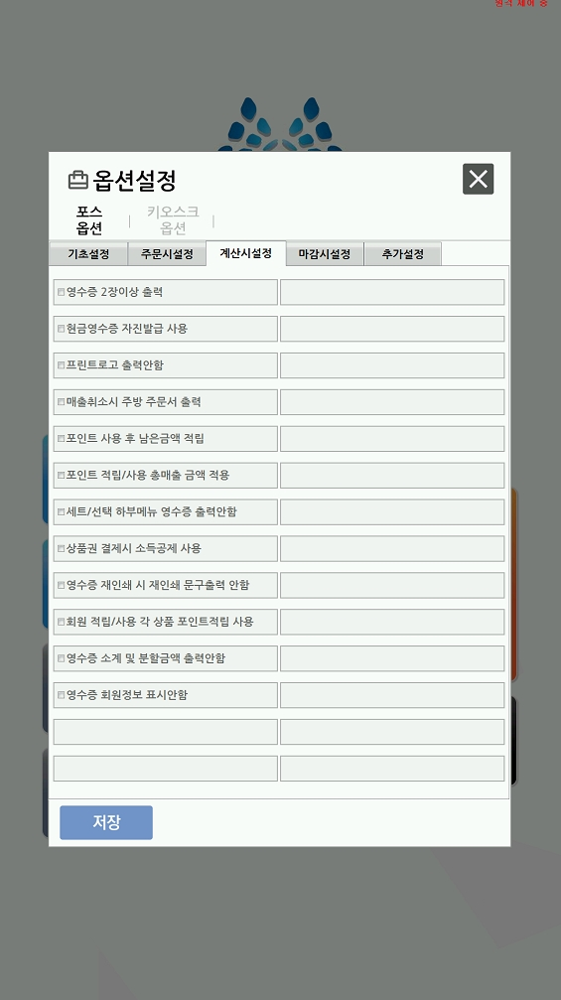 원격 제어 중
옵션설정
포스 옵션
키오스크 옵션
기초설정 주문시설정 계산시설정 마감시설정 추가설정
영수증 2장이상 출력
현금영수증 자진발급 사용
프린트로고 출력안함
매출취소시 주방 주문서 출력
포인트 사용 후 남은금액 적립
포인트 적립/사용 총매출 금액 적용
세트/선택 하부메뉴 영수증 출력안함
상품권 결제시 소득공제 사용
영수증 재인쇄 시 재인쇄 문구출력 안함
회원 적립/사용 각 상품 포인트적립 사용
영수증 소계 및 분할금액 출력안함
영수증 회원정보 표시안함
저장